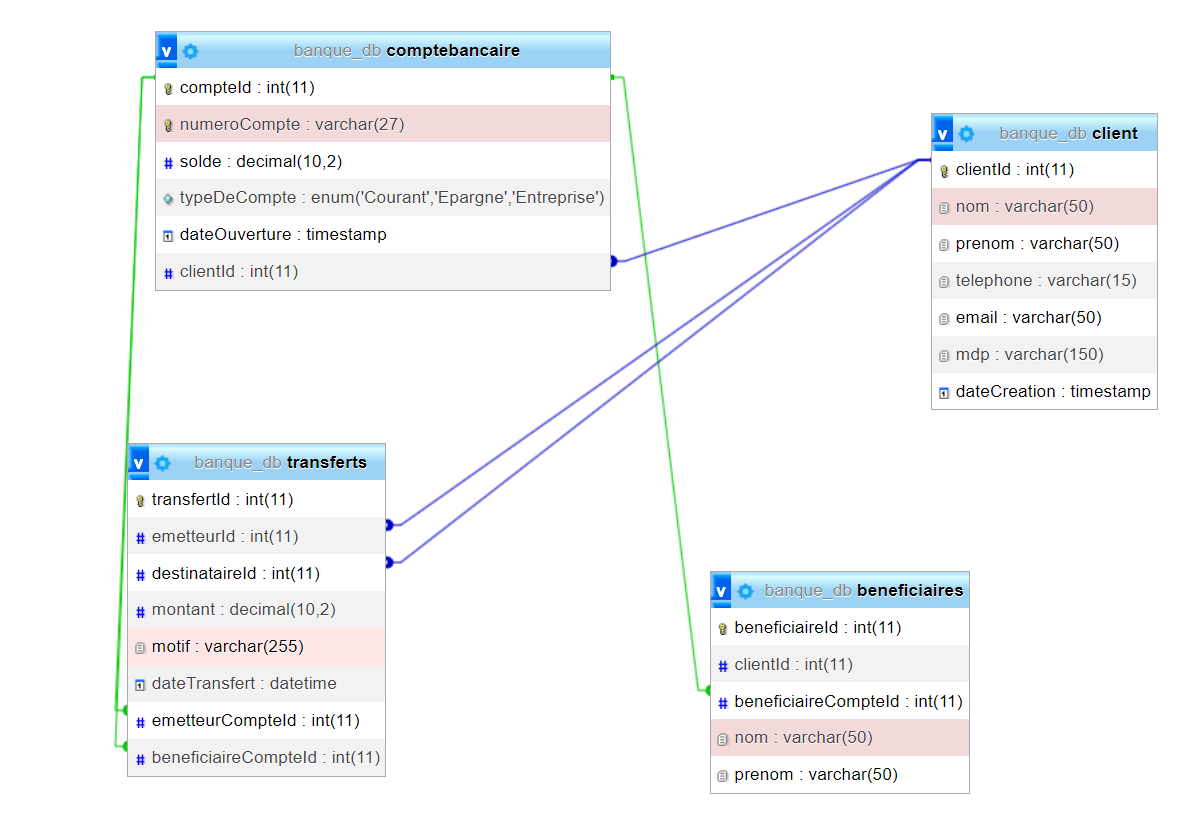 banque_db comptebancaire
compteId : int(11)
numeroCompte : varchar(27)
solde : decimal(10,2)
typeDeCompte : enum('Courant','Epargne','Entreprise')
dateOuverture : timestamp
clientId : int(11)
v banque_db client
clientId : int(11)
nom : varchar(50)
prenom : varchar(50)
telephone : varchar(15)
email : varchar(50)
mdp : varchar(150)
dateCreation : timestamp
v banque_db transferts
transfertId : int(11)
emetteurId : int(11)
destinataireId : int(11)
montant : decimal(10,2)
motif : varchar(255)
dateTransfert : datetime
emetteurCompteId : int(11)
beneficiaireCompteId : int(11)
v banque_db beneficiaires
beneficiaireId : int(11)
clientId : int(11)
beneficiaireCompteId : int(11)
nom : varchar(50)
prenom : varchar(50)